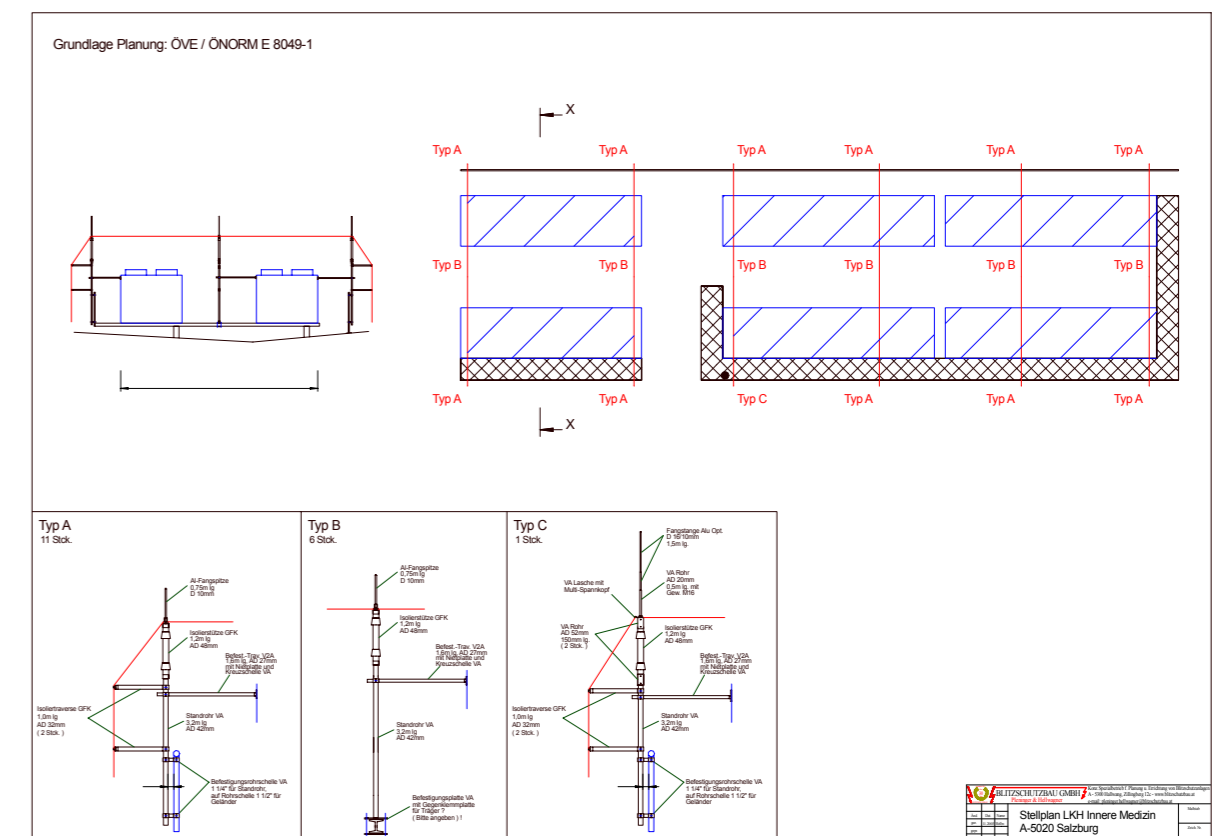 Grundlage Planung: ÖVE / ÖNORM E 8049-1
X
Typ A
Typ A
Typ A
Typ A
Typ A
Typ A
Typ B
Typ B
Typ B
Typ B
Typ B
Typ B
Typ A
Typ A
Typ C
Typ A
Typ A
Typ A
X
Typ A
11 Stck.
Al-Fangspitze
0,75m lg
D 10mm
Isolierstütze GFK
1,2m lg
AD 48mm
Befest.-Trav. V2A
1,6m lg, AD 27mm
mit Nietplatte und
Kreuzschelle VA
Isoliertraverse GFK
1,0m lg
AD 32mm
( 2 Stck. )
Standrohr VA
3,2m lg
AD 42mm
Befestigungsrohrschelle VA
1 1/4" für Standrohr,
auf Rohrschelle 1 1/2" für
Geländer
Typ B
6 Stck.
Al-Fangspitze
0,75m lg
D 10mm
Isolierstütze GFK
1,2m lg
AD 48mm
Befest.-Trav. V2A
1,6m lg, AD 27mm
mit Nietplatte und
Kreuzschelle VA
Standrohr VA
3,2m lg
AD 42mm
Befestigungsplatte VA
mit Gegenklemmplatte
für Träger ?
( Bitte angeben ) !
Typ C
1 Stck.
Fangstange Alu Opt.
D 16/10mm
1,5m lg.
VA Lasche mit
Multi-Spannkopf
VA Rohr
AD 20mm
0,5m lg. mit
Gew. M16
VA Rohr
AD 52mm
150mm lg.
( 2 Stck. )
Isolierstütze GFK
1,2m lg
AD 48mm
Befest.-Trav. V2A
1,6m lg, AD 27mm
mit Nietplatte und
Kreuzschelle VA
Isoliertraverse GFK
1,0m lg
AD 32mm
( 2 Stck. )
Standrohr VA
3,2m lg
AD 42mm
Befestigungsrohrschelle VA
1 1/4" für Standrohr,
auf Rohrschelle 1 1/2" für
Geländer
BLITZSCHUTZBAU GMBH
Stellplan LKH Innere Medizin
A-5020 Salzburg